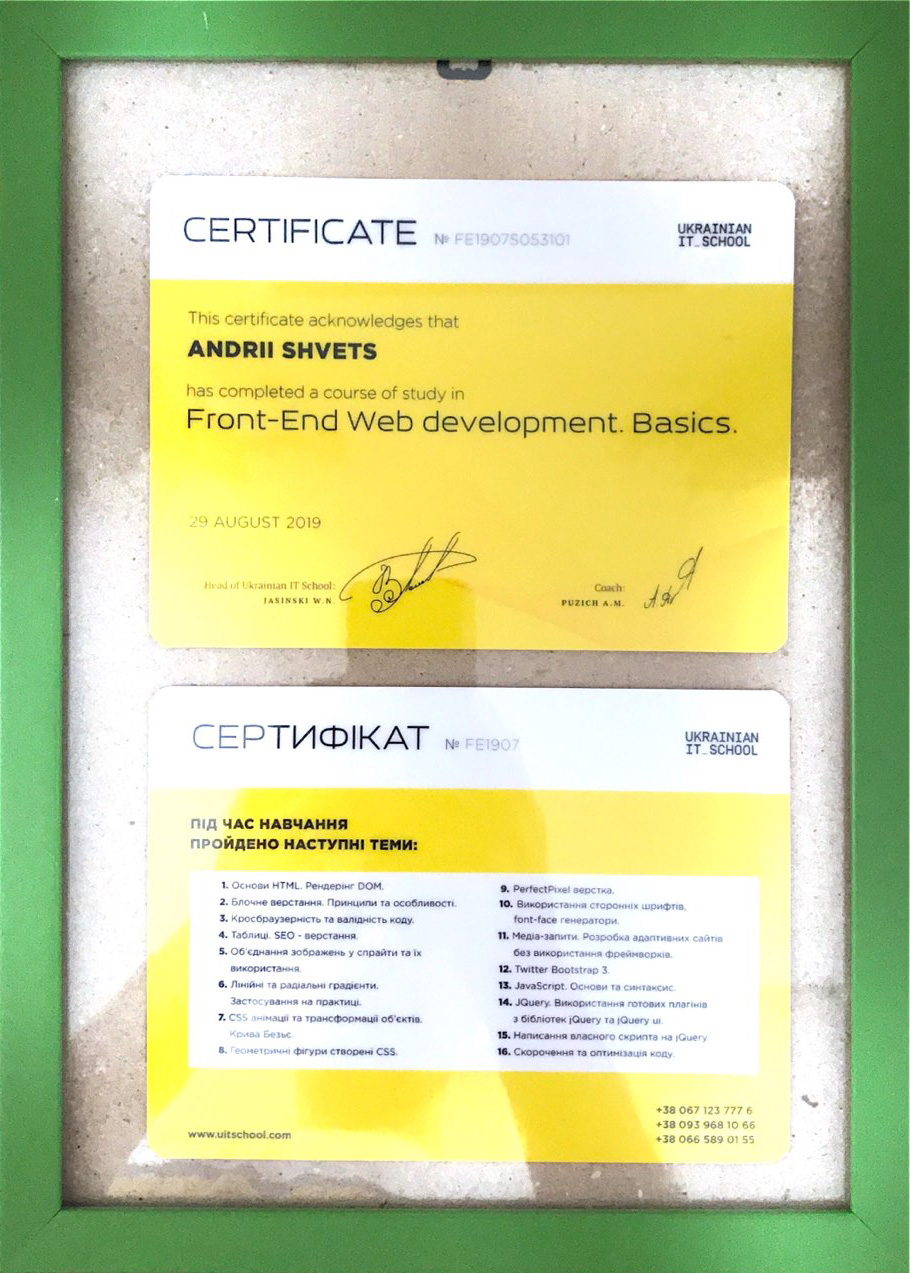 CERTIFICATE № FE1907S053101
UKRAINIAN
IT_SCHOOL
This certificate acknowledges that
ANDRII SHVETS
has completed a course of study in
Front-End Web development. Basics.
29 AUGUST 2019
Head of Ukrainian IT School:
JASINSKI W.N.
Coach:
PUZICH A.M.
СЕРТИФІКАТ № FE1907
UKRAINIAN
IT_SCHOOL
ПІД ЧАС НАВЧАННЯ
ПРОЙДЕНО НАСТУПНІ ТЕМИ:
1. Основи HTML. Рендерінг DOM.
2. Блочне верстання. Принципи та особливості.
3. Кросбраузерність та валідність коду.
4. Таблиці. SEO - верстання.
5. Об'єднання зображень у спрайти та їх
використання.
6. Лінійні та радіальні градієнти.
Застосування на практиці.
7. CSS анімації та трансформації об'єктів.
Крива Безьє.
8. Геометричні фігури створені CSS.
9. PerfectPixel верстка.
10. Використання сторонніх шрифтів,
font-face генератори.
11. Медіа-запити. Розробка адаптивних сайтів
без використання фреймворків.
12. Twitter Bootstrap 3.
13. JavaScript. Основи та синтаксис.
14. JQuery. Використання готових плагінів
з бібліотек jQuery та jQuery ui.
15. Написання власного скрипта на jQuery
16. Скорочення та оптимізація коду.
www.uitschool.com
+38 067 123 777 6
+38 093 968 10 66
+38 066 589 01 55